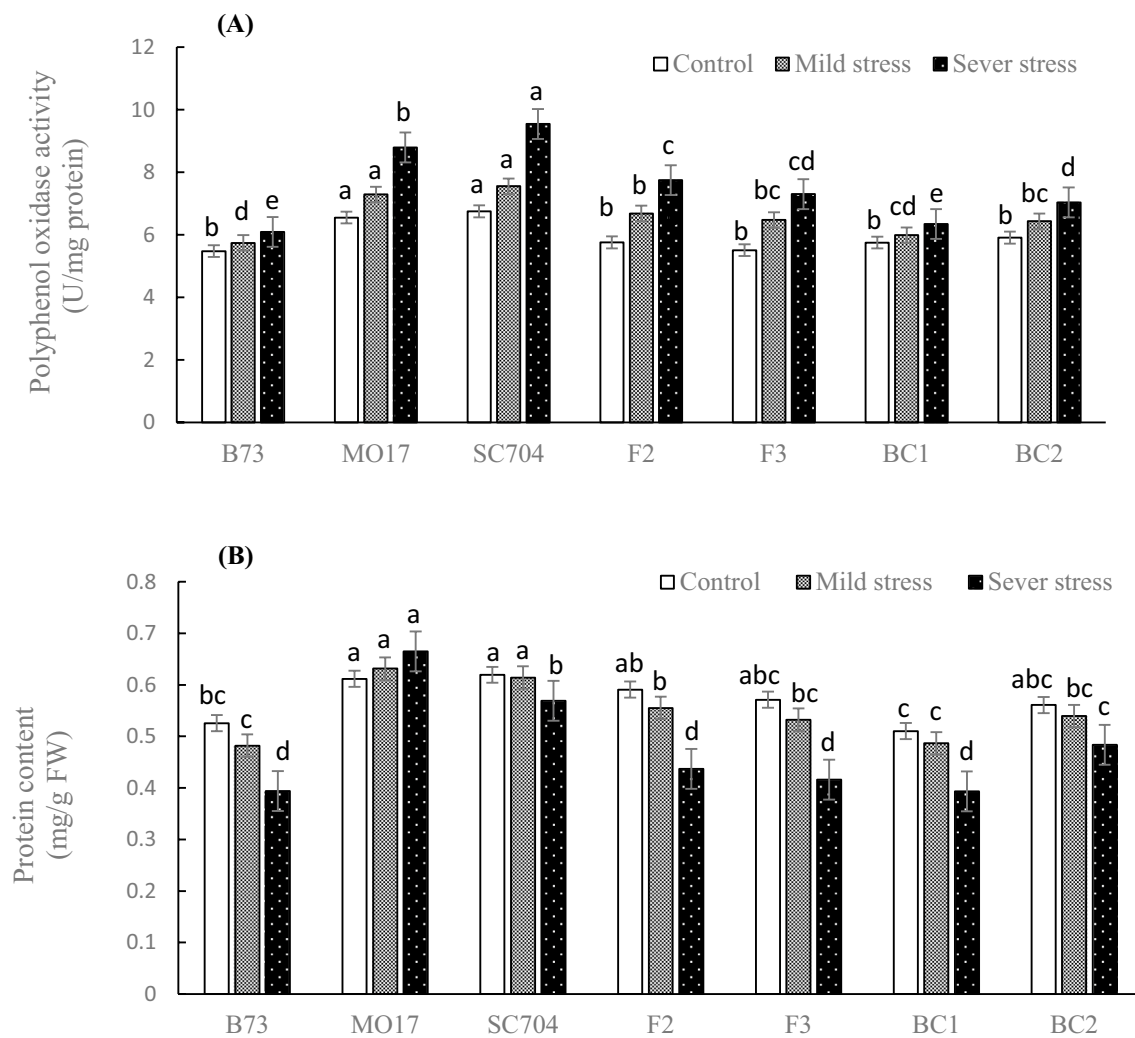 (A)
12
10
8
6
4
2
0
Polyphenol oxidase activity
(U/mg protein)
Control Mild stress Sever stress
b d e a a b a a a b b c b bc cd b cd e b bc d
B73 MO17 SC704 F2 F3 BC1 BC2
(B)
0.8
0.7
0.6
0.5
0.4
0.3
0.2
0.1
0
Protein content
(mg/g FW)
Control Mild stress Sever stress
bc c d a a a a a b ab b d abc bc d c c d abc bc c
B73 MO17 SC704 F2 F3 BC1 BC2